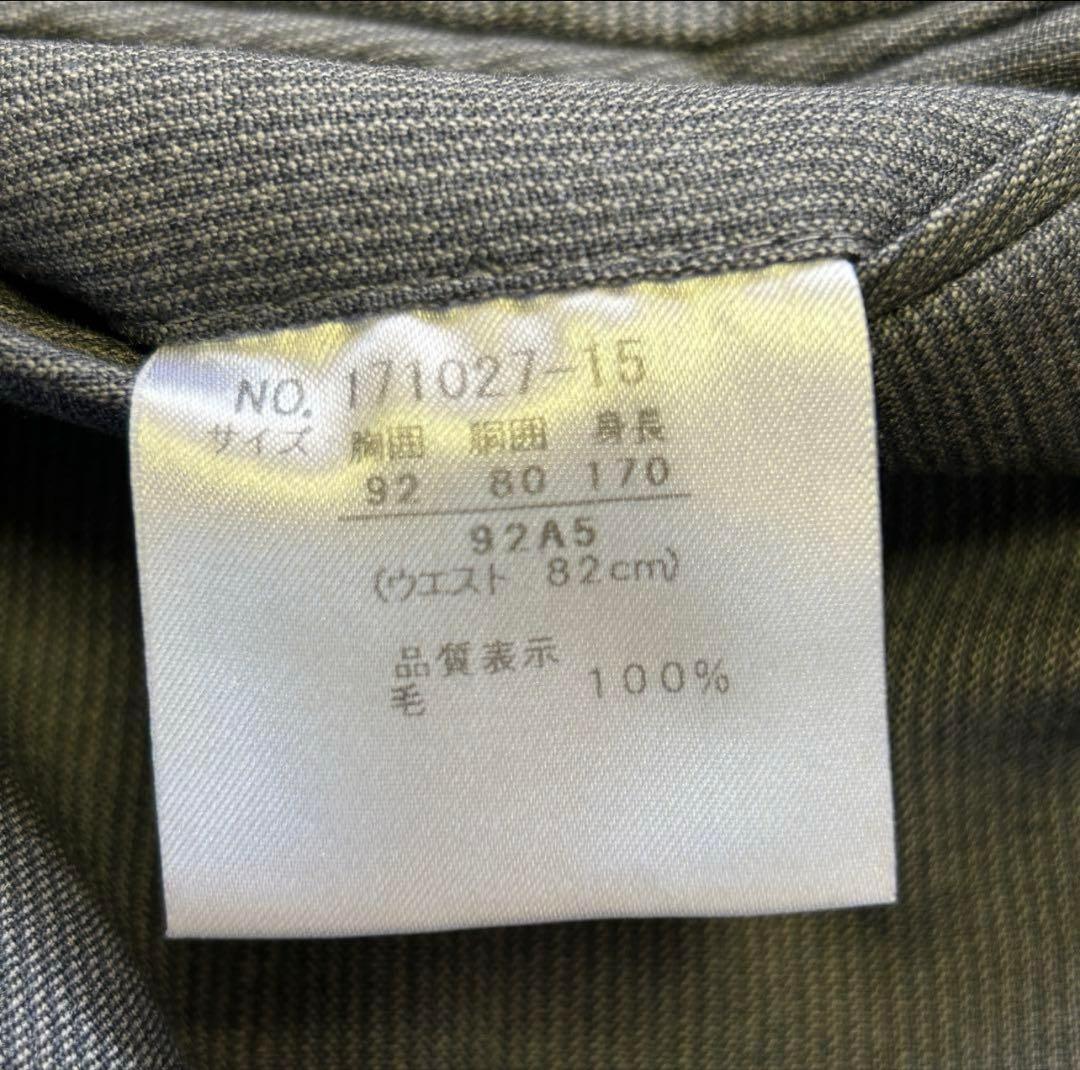 NO. 171027-15
サイズ 胸囲 胴囲 身長
92 80 170
92A5
(ウエスト 82cm)
品質表示
毛 100%